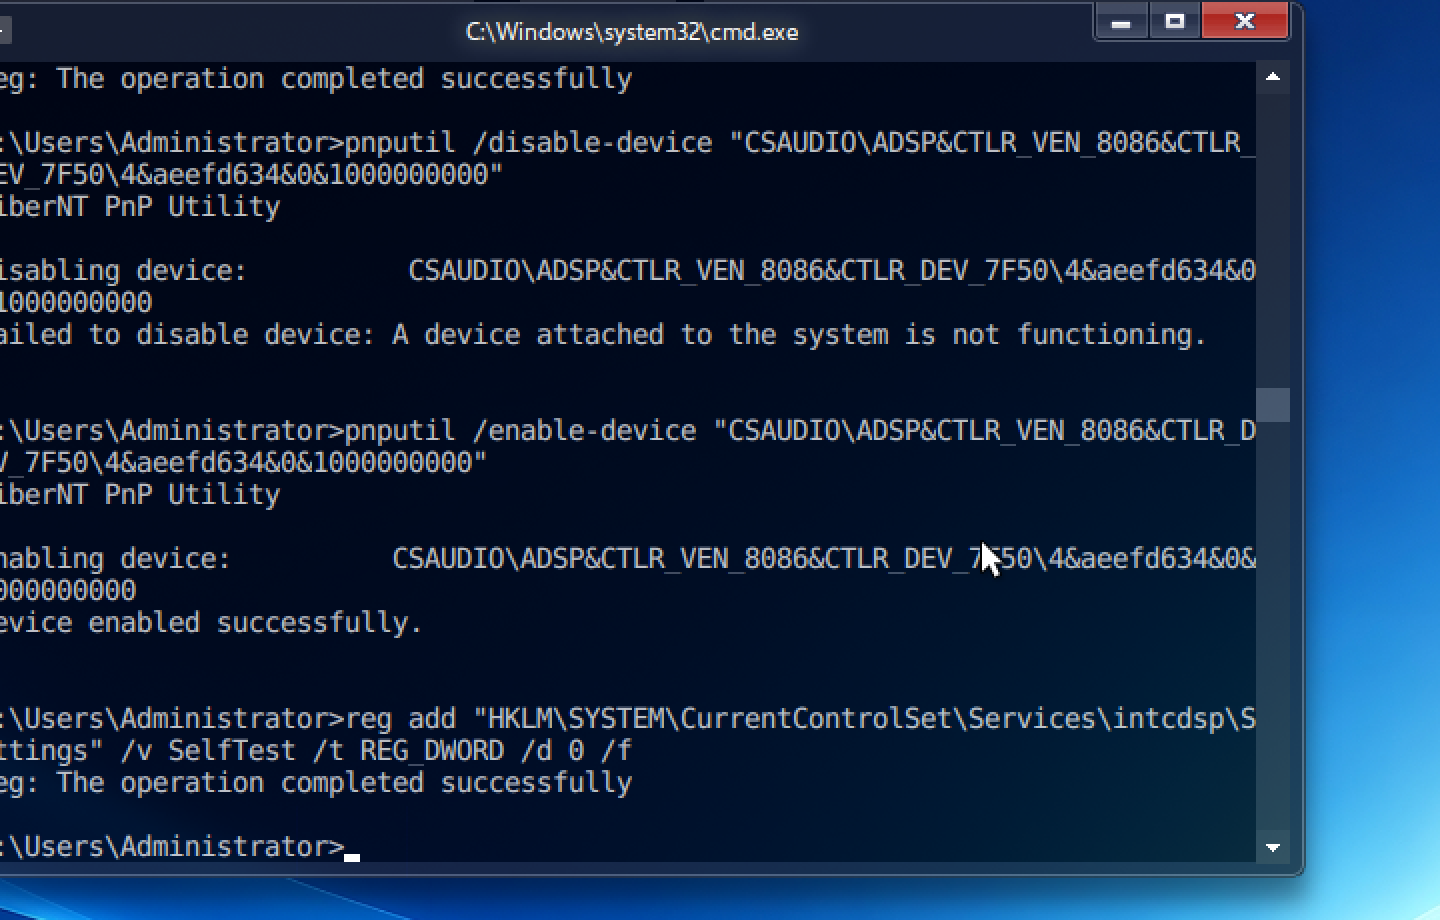 C:\Windows\system32\cmd.exe
eg: The operation completed successfully
:\Users\Administrator>pnputil /disable-device "CSAUDIO\ADSP&CTLR_VEN_8086&CTLR_
EV_7F50\4&aeefd634&0&1000000000"
iberNT PnP Utility
isabling device: CSAUDIO\ADSP&CTLR_VEN_8086&CTLR_DEV_7F50\4&aeefd634&0
1000000000
ailed to disable device: A device attached to the system is not functioning.
:\Users\Administrator>pnputil /enable-device "CSAUDIO\ADSP&CTLR_VEN_8086&CTLR_D
V_7F50\4&aeefd634&0&1000000000"
iberNT PnP Utility
nabling device: CSAUDIO\ADSP&CTLR_VEN_8086&CTLR_DEV_7F50\4&aeefd634&0&
000000000
evice enabled successfully.
:\Users\Administrator>reg add "HKLM\SYSTEM\CurrentControlSet\Services\intcdsp\S
ttings" /v SelfTest /t REG_DWORD /d 0 /f
eg: The operation completed successfully
:\Users\Administrator>